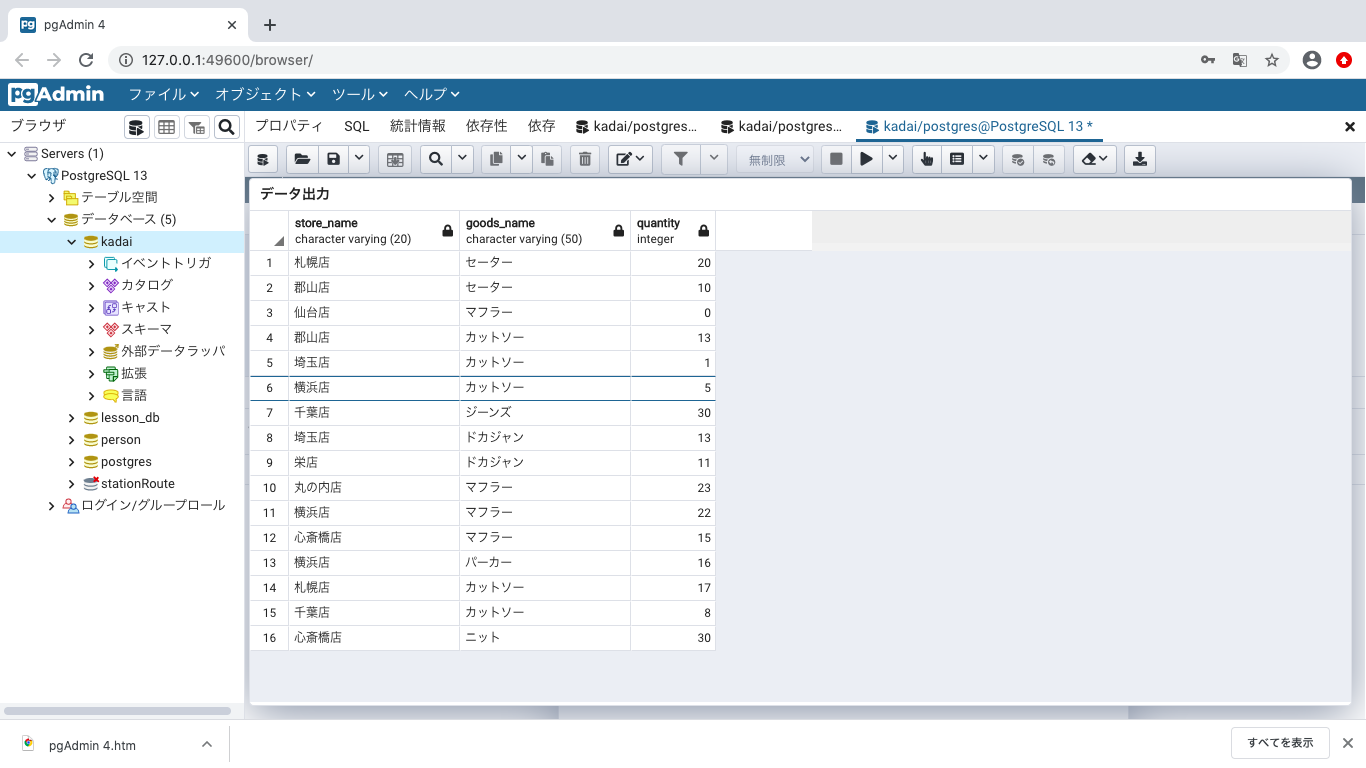 pgAdmin 4
127.0.0.1:49600/browser/
pgAdmin ファイル オブジェクト ツール ヘルプ
ブラウザ プロパティ SQL 統計情報 依存性 依存 kadai/postgres... kadai/postgres... kadai/postgres@PostgreSQL 13 *
Servers (1)
PostgreSQL 13
テーブル空間
データベース (5)
kadai
イベントトリガ
カタログ
キャスト
スキーマ
外部データラッパ
拡張
言語
lesson_db
person
postgres
stationRoute
ログイン/グループロール
無制限
データ出力
store_name goods_name quantity
character varying (20) character varying (50) integer
1 札幌店 セーター 20
2 郡山店 セーター 10
3 仙台店 マフラー 0
4 郡山店 カットソー 13
5 埼玉店 カットソー 1
6 横浜店 カットソー 5
7 千葉店 ジーンズ 30
8 埼玉店 ドカジャン 13
9 栄店 ドカジャン 11
10 丸の内店 マフラー 23
11 横浜店 マフラー 22
12 心斎橋店 マフラー 15
13 横浜店 パーカー 16
14 札幌店 カットソー 17
15 千葉店 カットソー 8
16 心斎橋店 ニット 30
pgAdmin 4.htm すべてを表示